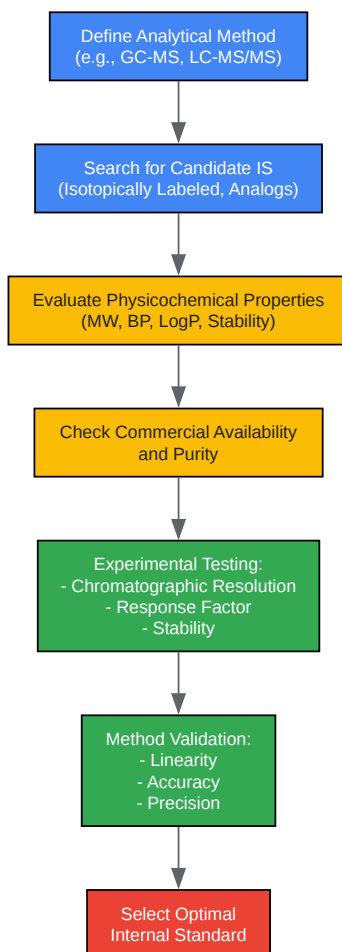 Define Analytical Method
(e.g., GC-MS, LC-MS/MS)
Search for Candidate IS
(Isotopically Labeled, Analogs)
Evaluate Physicochemical Properties
(MW, BP, LogP, Stability)
Check Commercial Availability
and Purity
Experimental Testing:
- Chromatographic Resolution
- Response Factor
- Stability
Method Validation:
- Linearity
- Accuracy
- Precision
Select Optimal
Internal Standard